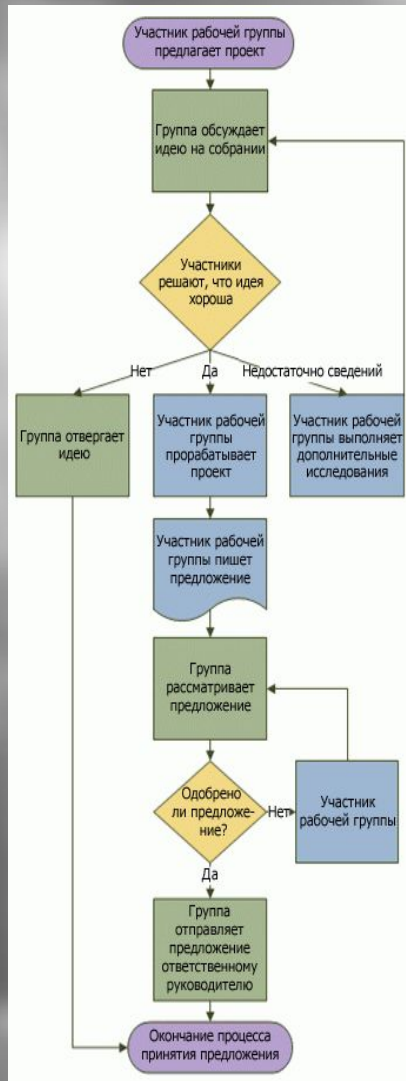 Участник рабочей группы
предлагает проект
Группа обсуждает
идею на собрании
Участники
решают, что идея
хороша
Нет
Да
Недостаточно сведений
Группа отвергает
идею
Участник рабочей
группы
прорабатывает
проект
Участник рабочей
группы выполняет
дополнительные
исследования
Участник рабочей
группы пишет
предложение
Группа
рассматривает
предложение
Одобрено
ли предложе-
ние?
Нет
Участник
рабочей группы
Да
Группа
отправляет
предложение
ответственному
руководителю
Окончание процесса
принятия предложения